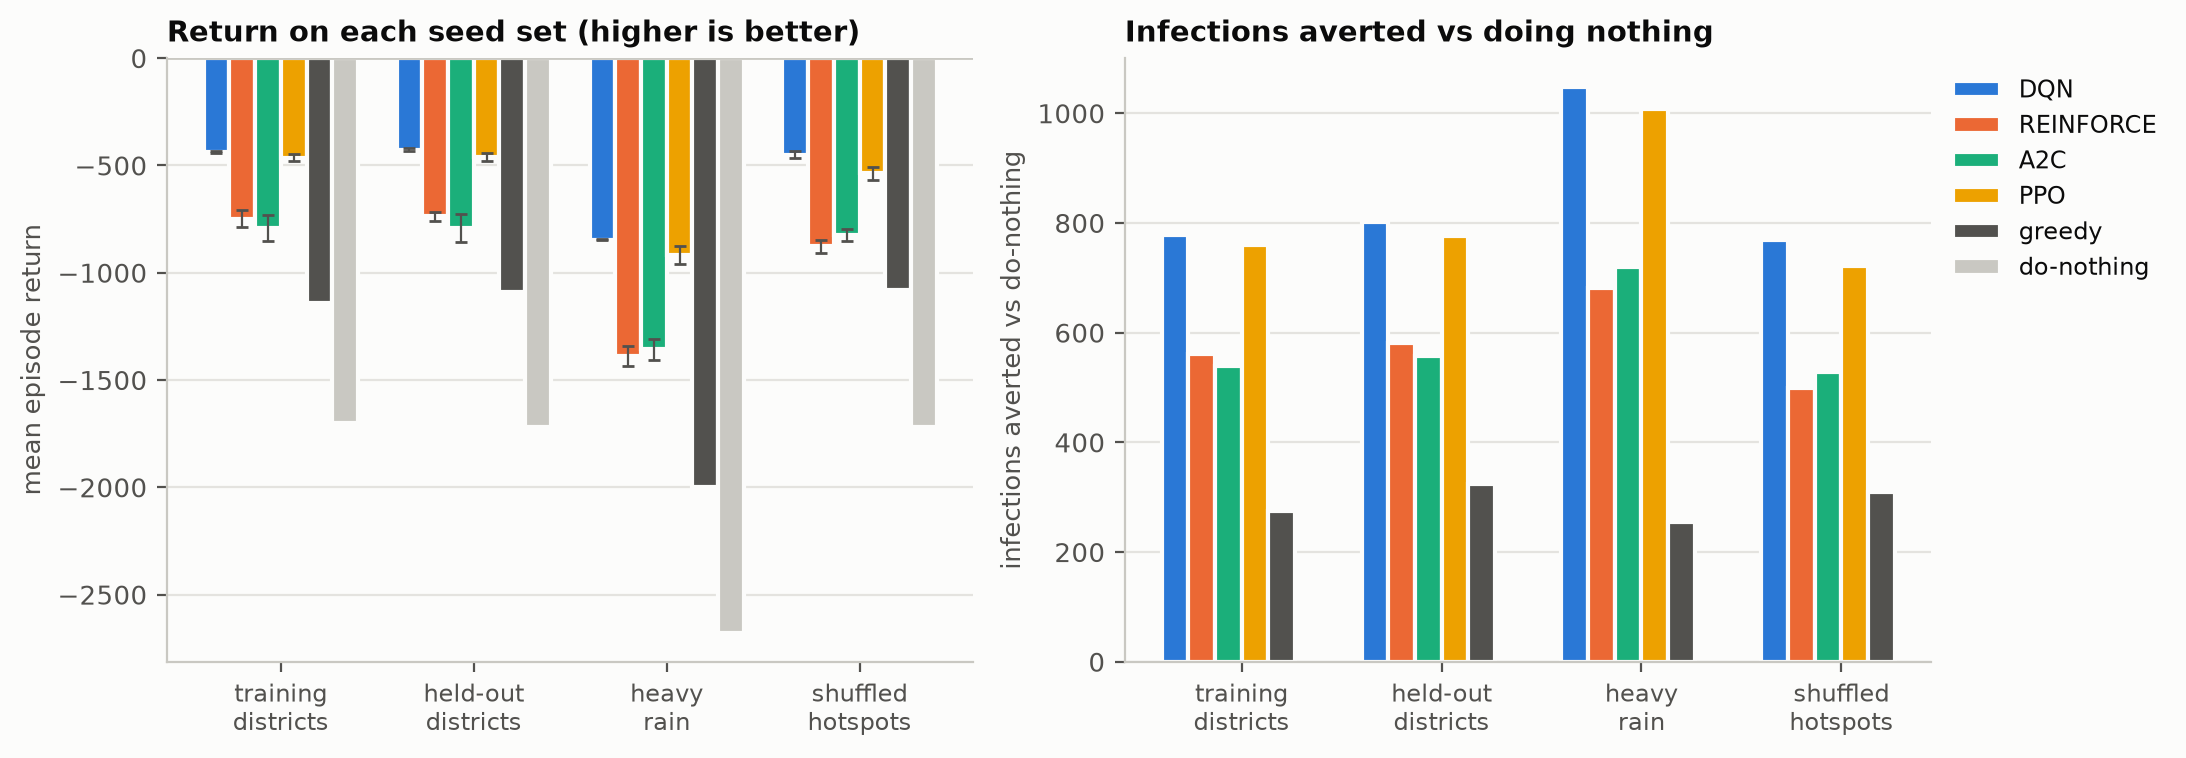 Return on each seed set (higher is better)
mean episode return
0
−500
−1000
−1500
−2000
−2500
training
districts
held-out
districts
heavy
rain
shuffled
hotspots
Infections averted vs doing nothing
infections averted vs do-nothing
1000
800
600
400
200
0
training
districts
held-out
districts
heavy
rain
shuffled
hotspots
DQN
REINFORCE
A2C
PPO
greedy
do-nothing